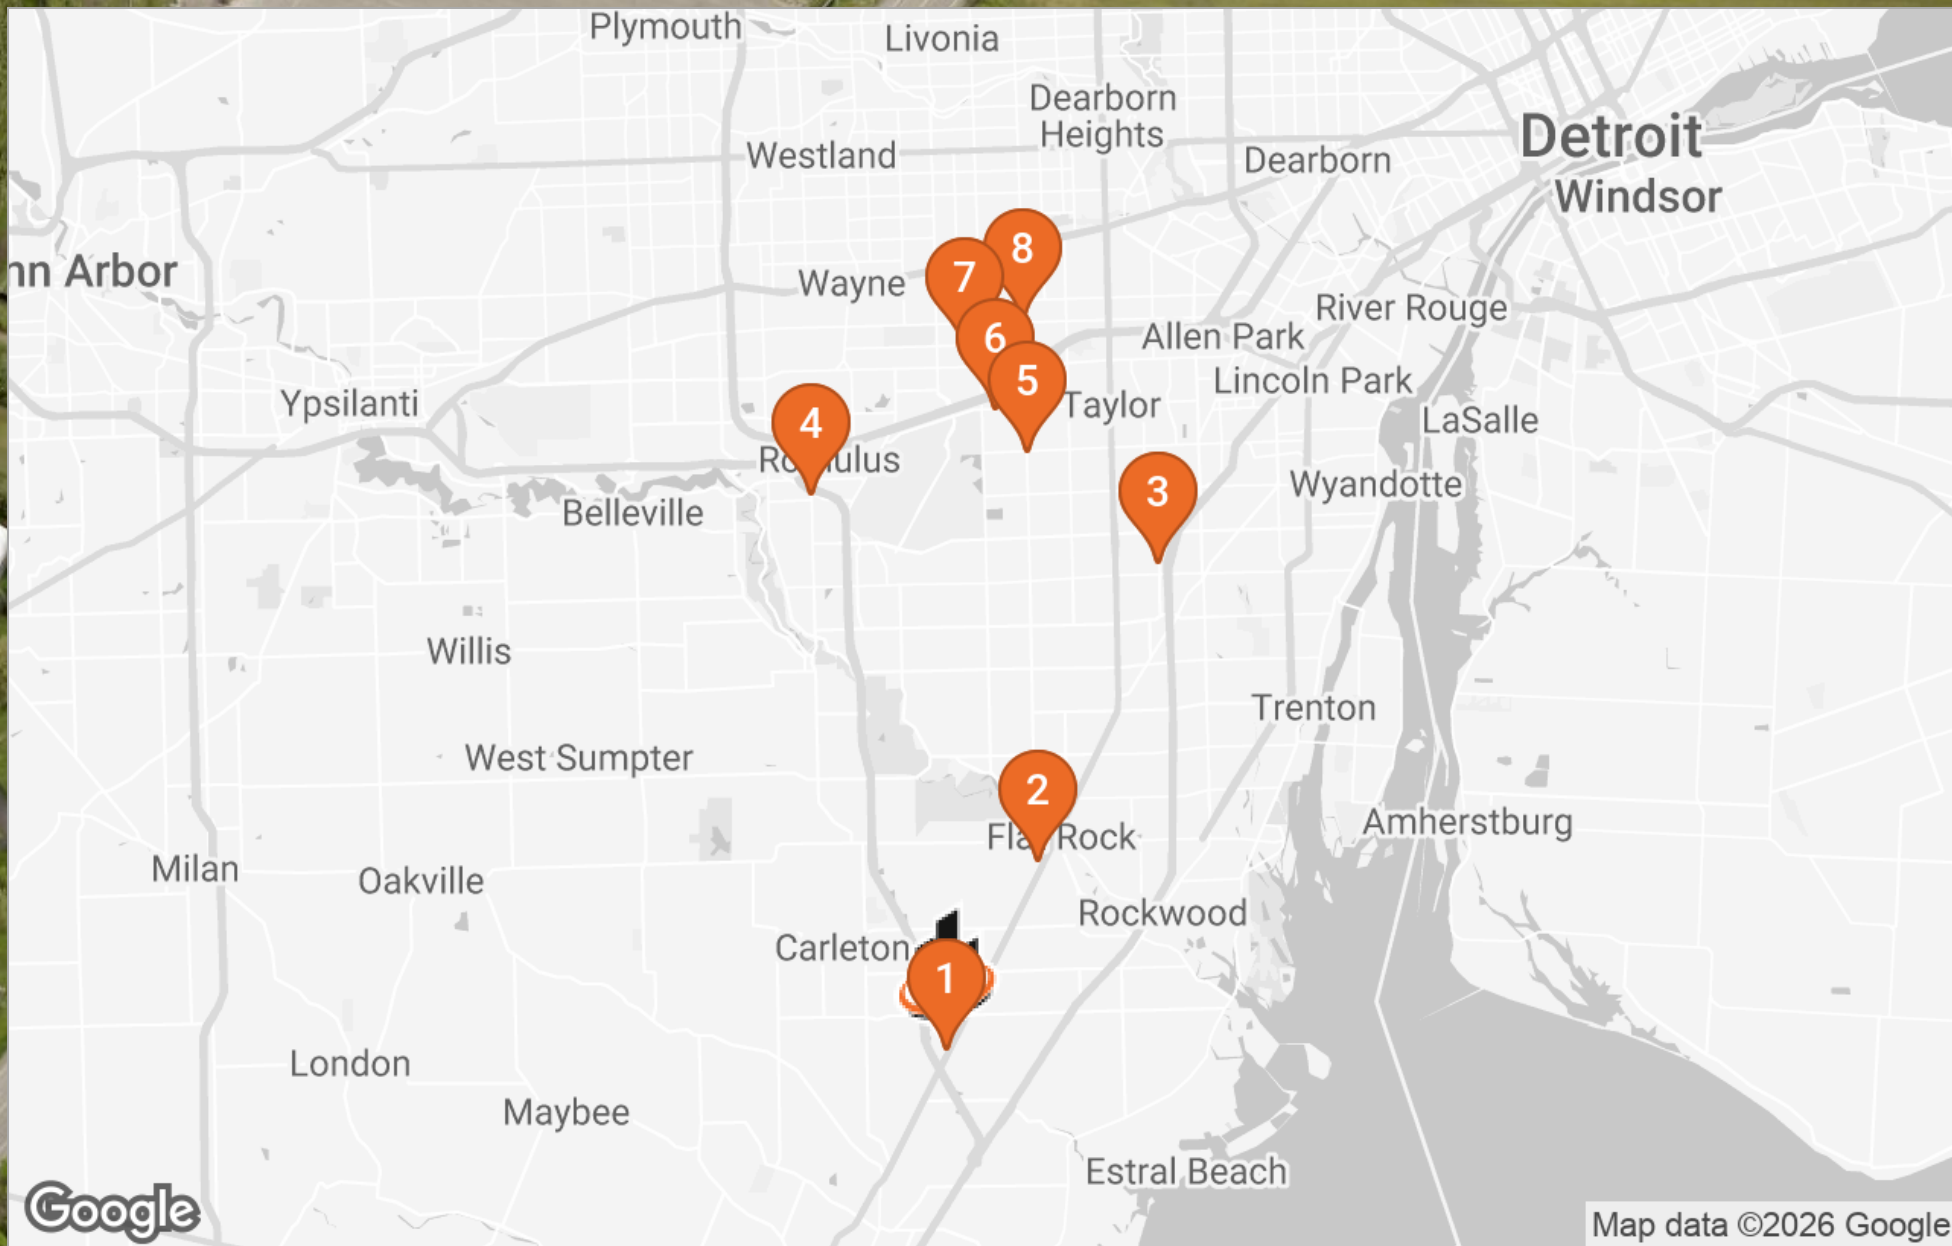 Plymouth
Livonia
Dearborn
Heights
Detroit
Westland
Dearborn
Windsor
8
nn Arbor
7
Wayne
River Rouge
6
Allen Park
5
Lincoln Park
Ypsilanti
Taylor
4
LaSalle
Romulus
Wyandotte
3
Belleville
Willis
Trenton
West Sumpter
2
Amherstburg
Flat Rock
Milan
Oakville
Rockwood
Carleton
1
London
Maybee
Estral Beach
Google
Map data ©2026 Google